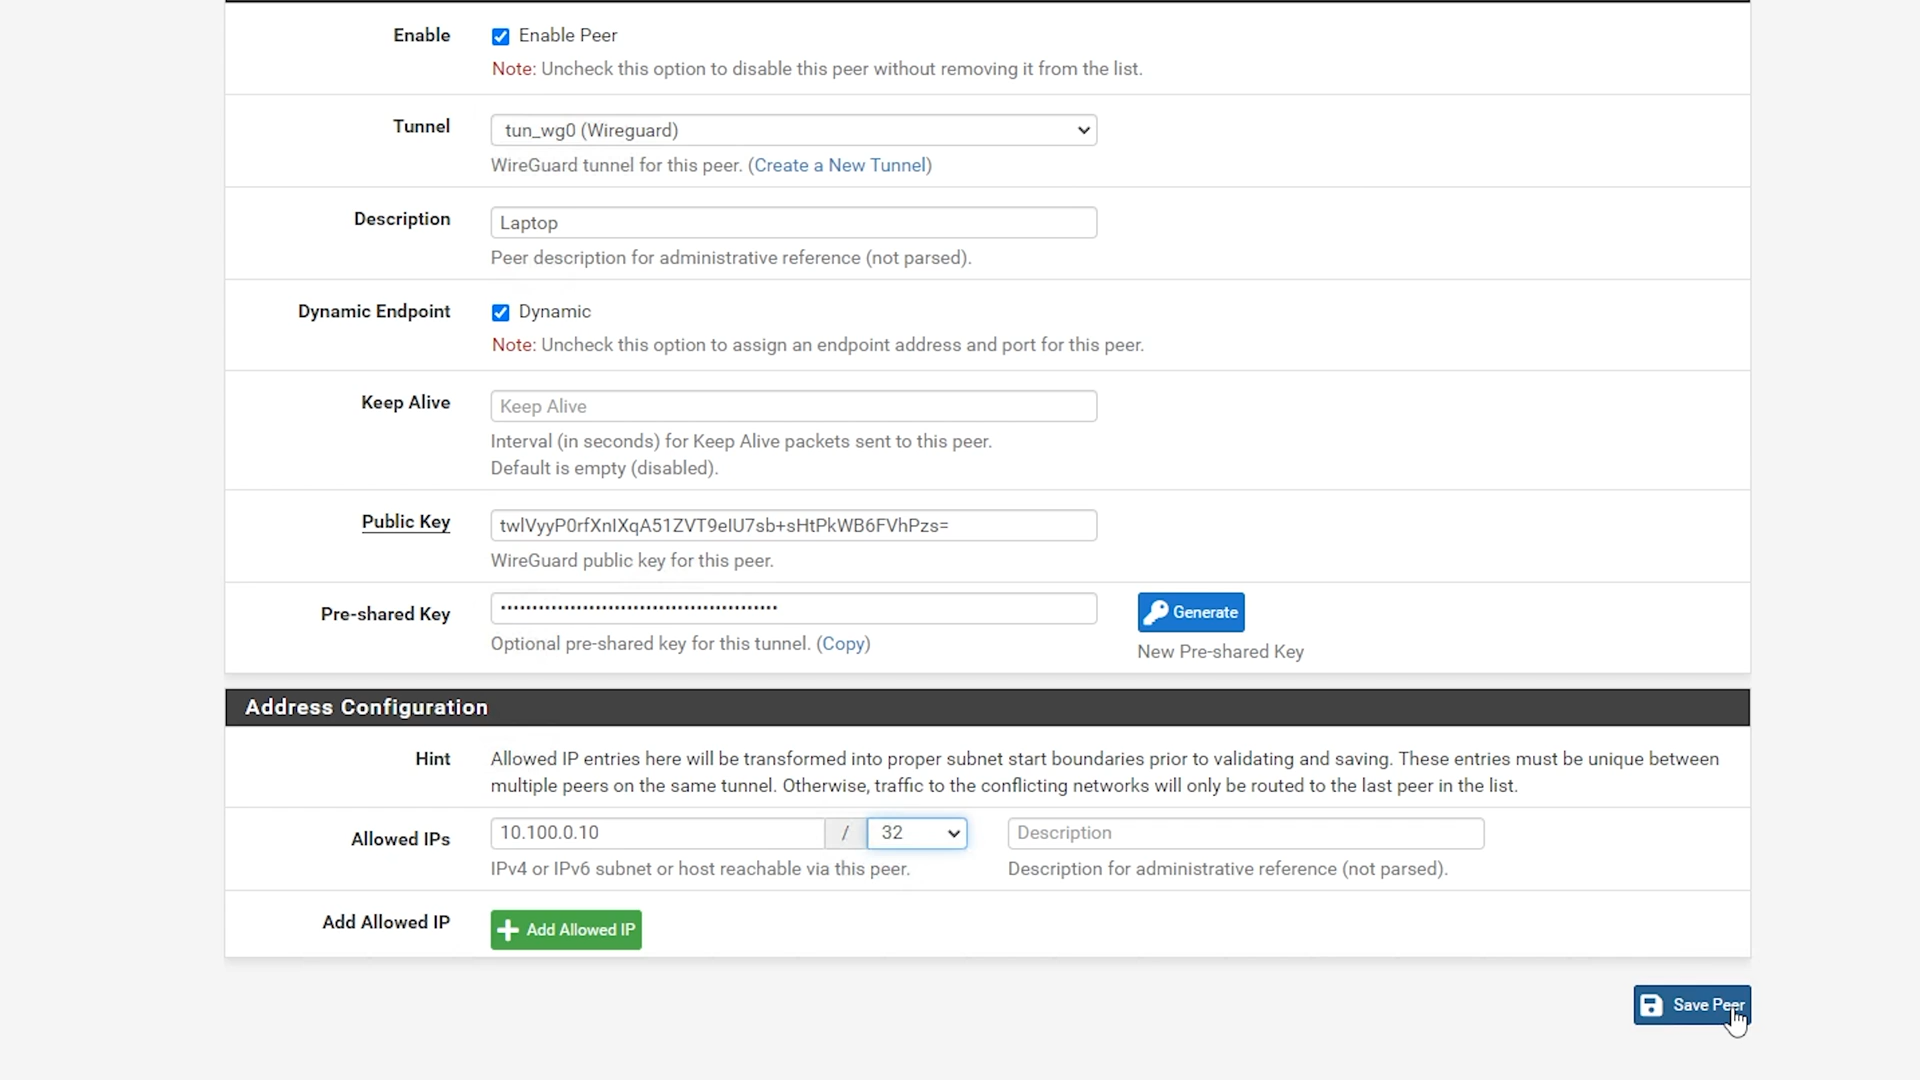 Enable
Enable Peer
Note: Uncheck this option to disable this peer without removing it from the list.
Tunnel
tun_wg0 (Wireguard)
WireGuard tunnel for this peer. (Create a New Tunnel)
Description
Laptop
Peer description for administrative reference (not parsed).
Dynamic Endpoint
Dynamic
Note: Uncheck this option to assign an endpoint address and port for this peer.
Keep Alive
Keep Alive
Interval (in seconds) for Keep Alive packets sent to this peer.
Default is empty (disabled).
Public Key
twlVyyP0rfXnIXqA51ZVT9eIU7sb+sHtPkWB6FVhPzs=
WireGuard public key for this peer.
Pre-shared Key
Generate
Optional pre-shared key for this tunnel. (Copy)
New Pre-shared Key
Address Configuration
Hint
Allowed IP entries here will be transformed into proper subnet start boundaries prior to validating and saving. These entries must be unique between
multiple peers on the same tunnel. Otherwise, traffic to the conflicting networks will only be routed to the last peer in the list.
Allowed IPs
10.100.0.10 / 32
Description
IPv4 or IPv6 subnet or host reachable via this peer.
Description for administrative reference (not parsed).
Add Allowed IP
Add Allowed IP
Save Peer